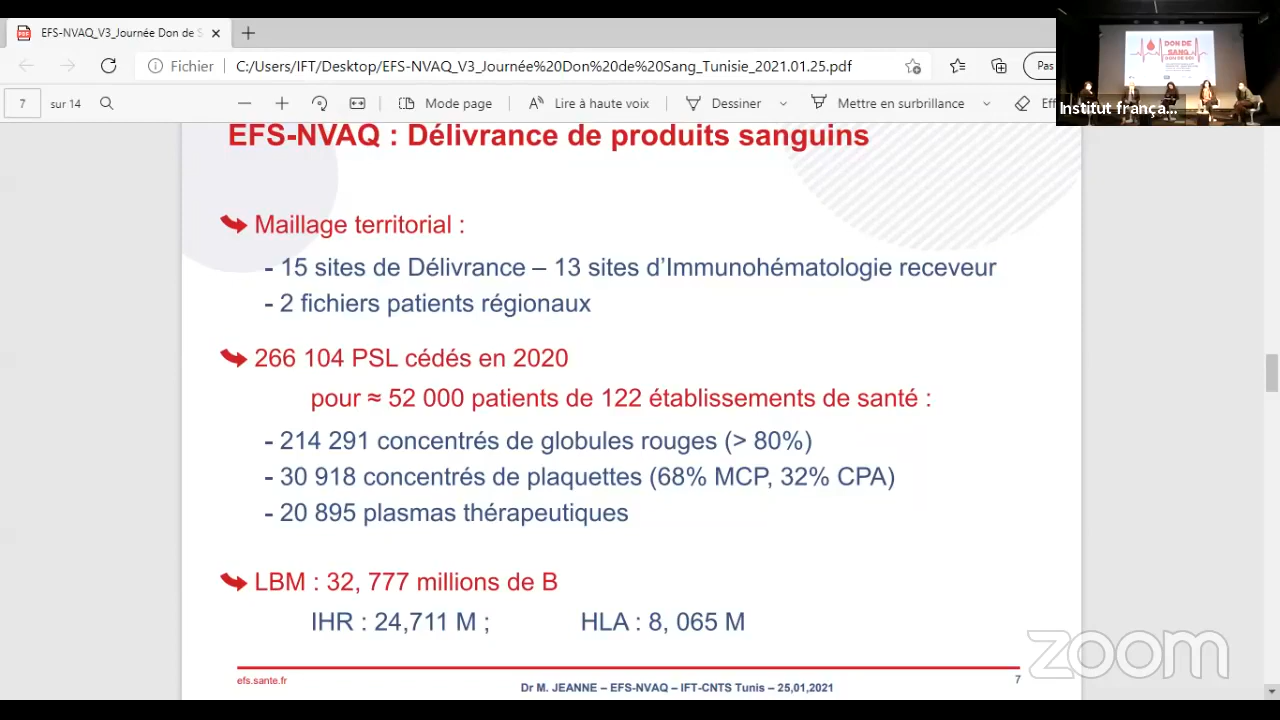 EFS-NVAQ_V3_Journée Don de S
Fichier
C:/Users/IFT/Desktop/EFS-NVAQ_V3_Journée%20Don%20de%20Sang_Tunisie_2021.01.25.pdf
Pas
7 sur 14
Mode page
Lire à haute voix
Dessiner
Mettre en surbrillance
DON DE
SANG
Institut frança...
EFS-NVAQ : Délivrance de produits sanguins
Maillage territorial :
- 15 sites de Délivrance – 13 sites d’Immunohématologie receveur
- 2 fichiers patients régionaux
266 104 PSL cédés en 2020
pour ≈ 52 000 patients de 122 établissements de santé :
- 214 291 concentrés de globules rouges (> 80%)
- 30 918 concentrés de plaquettes (68% MCP, 32% CPA)
- 20 895 plasmas thérapeutiques
LBM : 32, 777 millions de B
IHR : 24,711 M ; HLA : 8, 065 M
zoom
efs.sante.fr
Dr M. JEANNE – EFS-NVAQ – IFT-CNTS Tunis – 25,01,2021
7